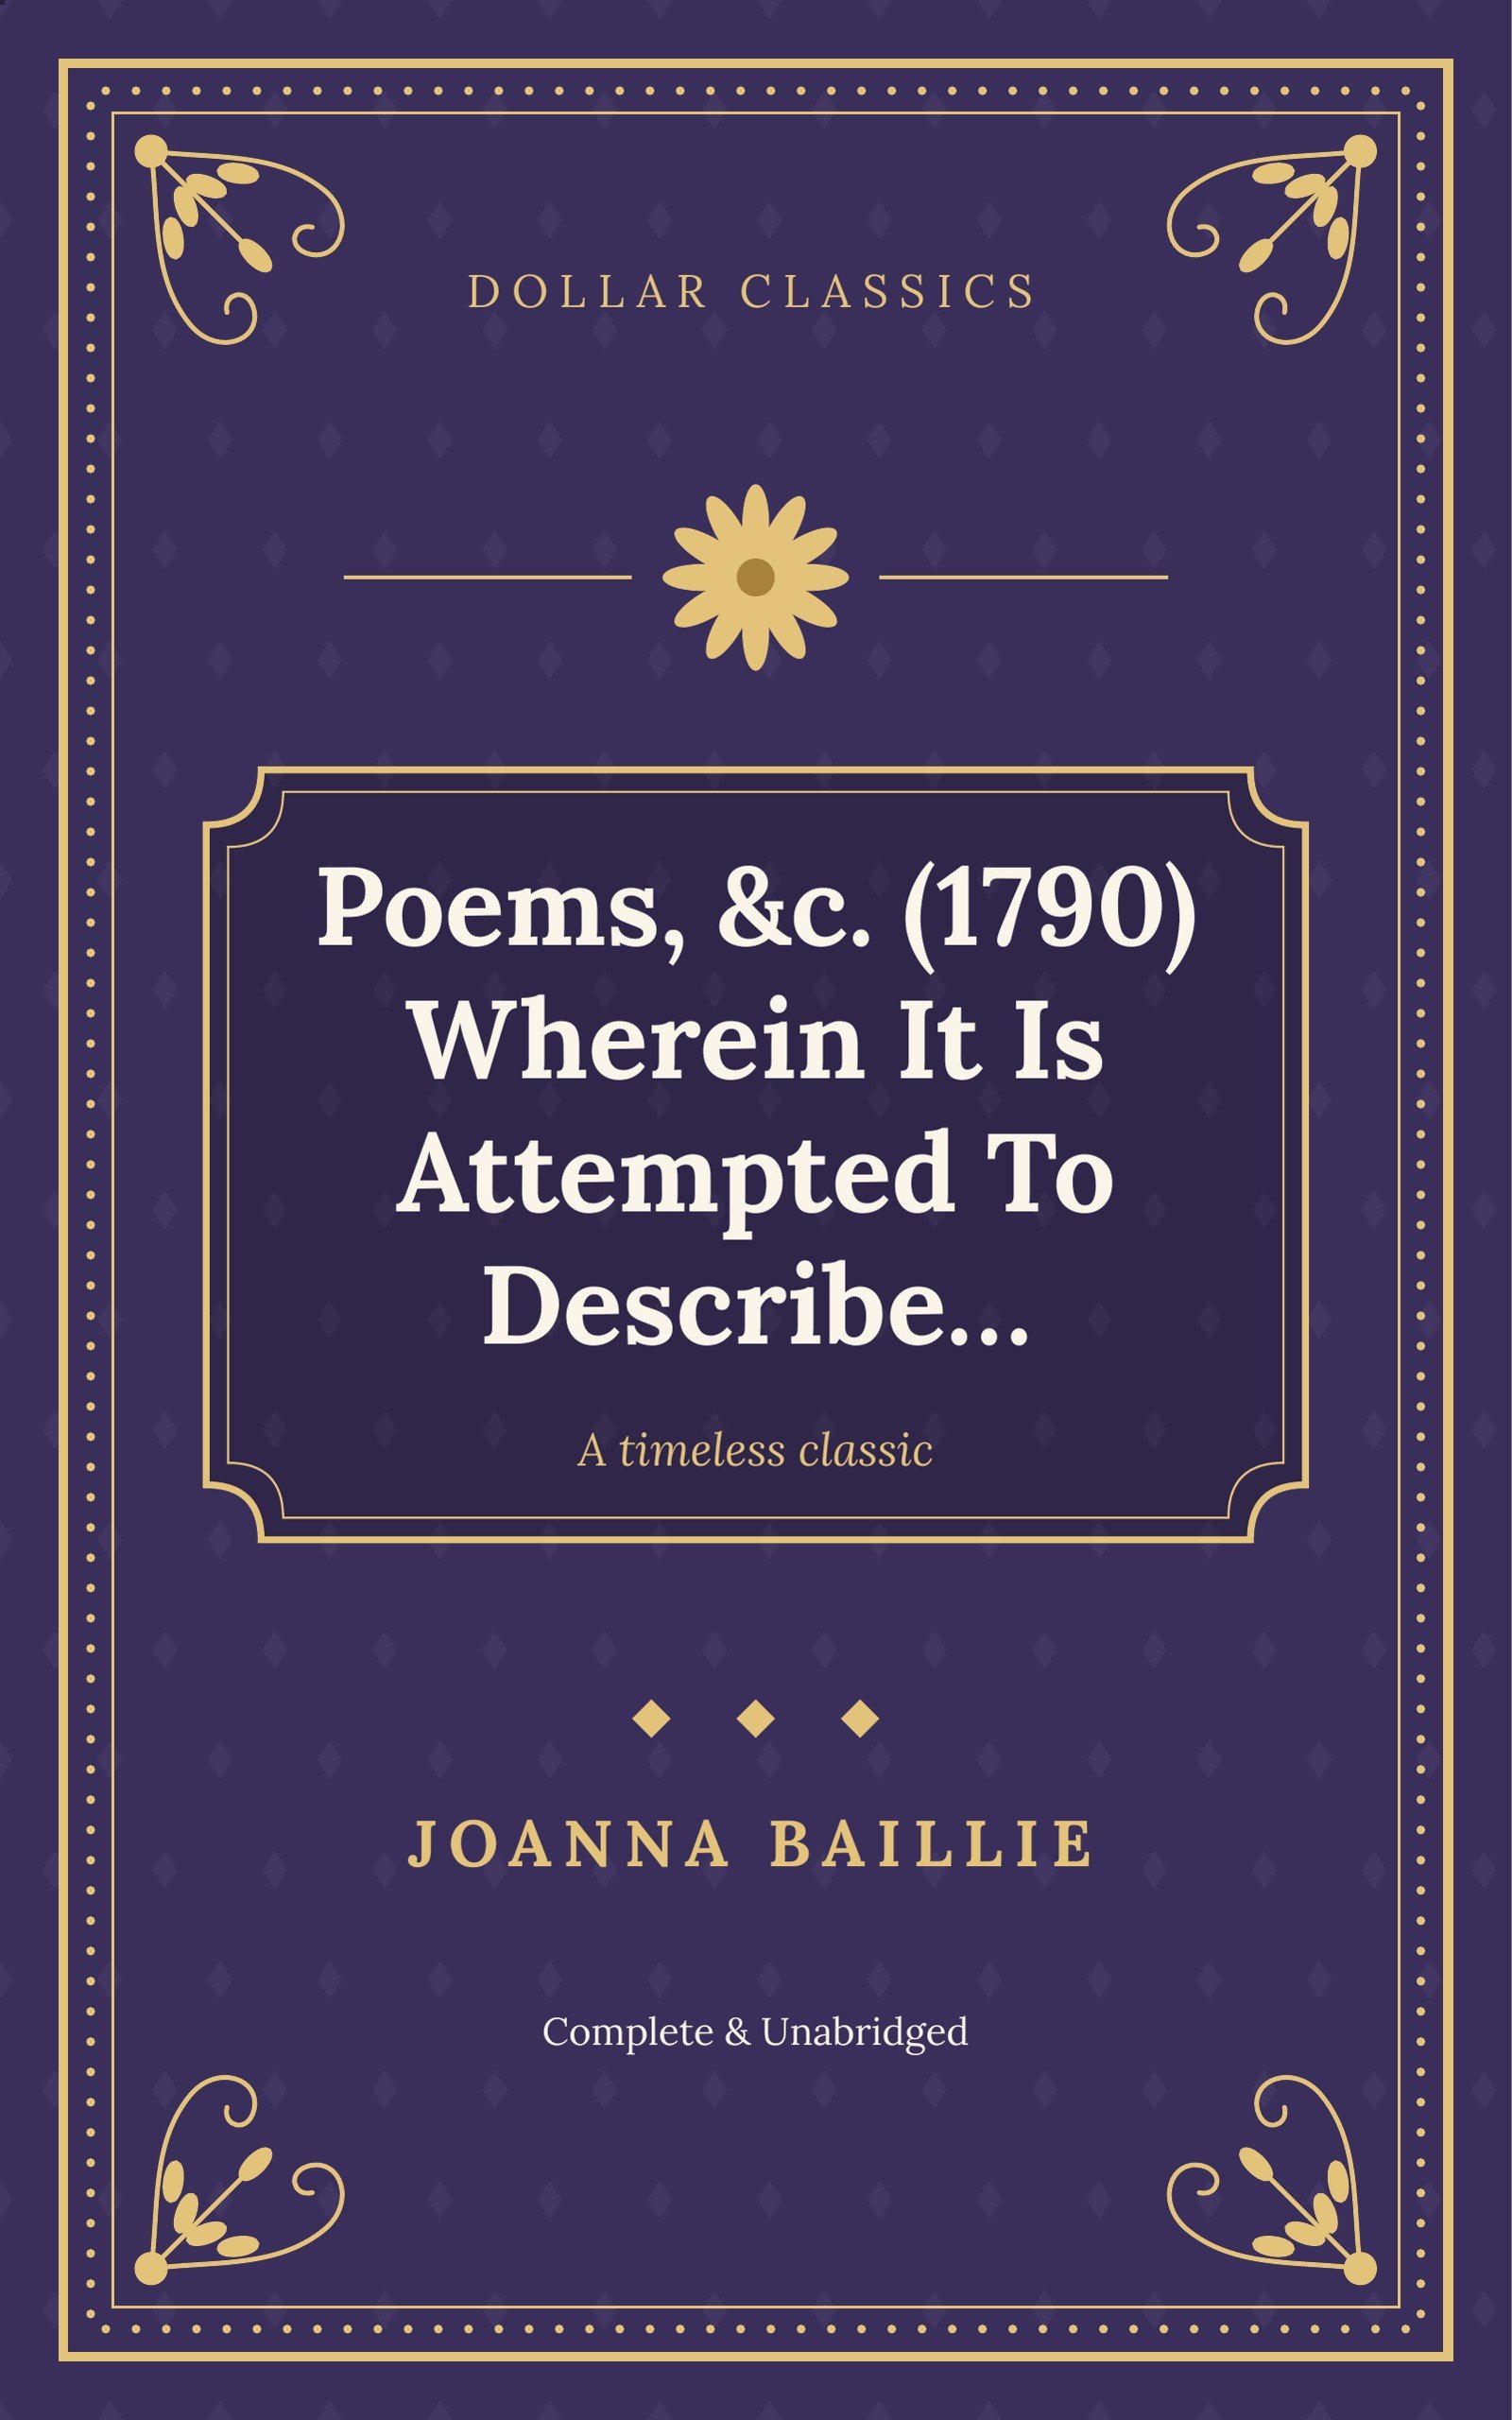 DOLLAR CLASSICS
Poems, &c. (1790)
Wherein It Is
Attempted To
Describe...
A timeless classic
JOANNA BAILLIE
Complete & Unabridged